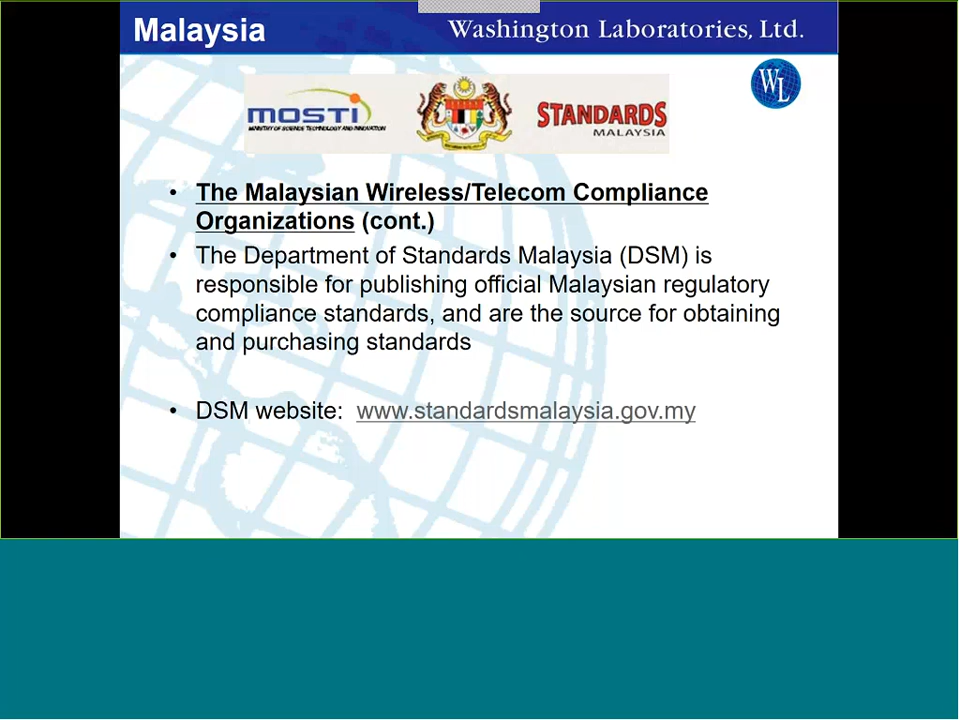 Malaysia
Washington Laboratories, Ltd.
WL
MOSTI
MINISTRY OF SCIENCE TECHNOLOGY AND INNOVATION
STANDARDS
MALAYSIA
• The Malaysian Wireless/Telecom Compliance
Organizations (cont.)
• The Department of Standards Malaysia (DSM) is
responsible for publishing official Malaysian regulatory
compliance standards, and are the source for obtaining
and purchasing standards
• DSM website: www.standardsmalaysia.gov.my